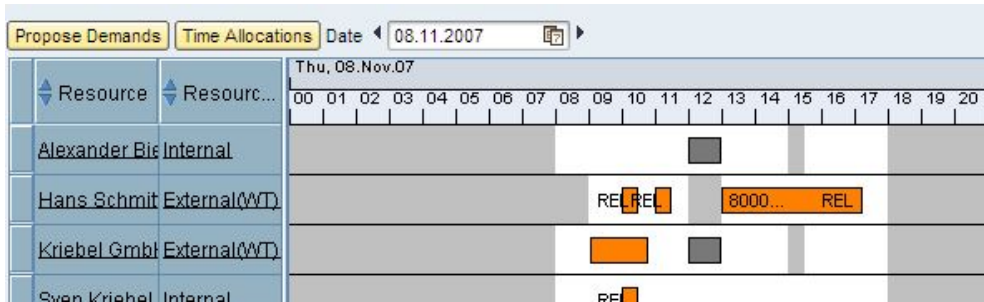 Propose Demands Time Allocations Date 08.11.2007
Thu, 08.Nov.07
Resource Resourc... 00 01 02 03 04 05 06 07 08 09 10 11 12 13 14 15 16 17 18 19 20
Alexander Bie Internal
Hans Schmit External(WT) REL REL 8000... REL
Kriebel Gmbl External(WT)
Sven Kriebel Internal REL